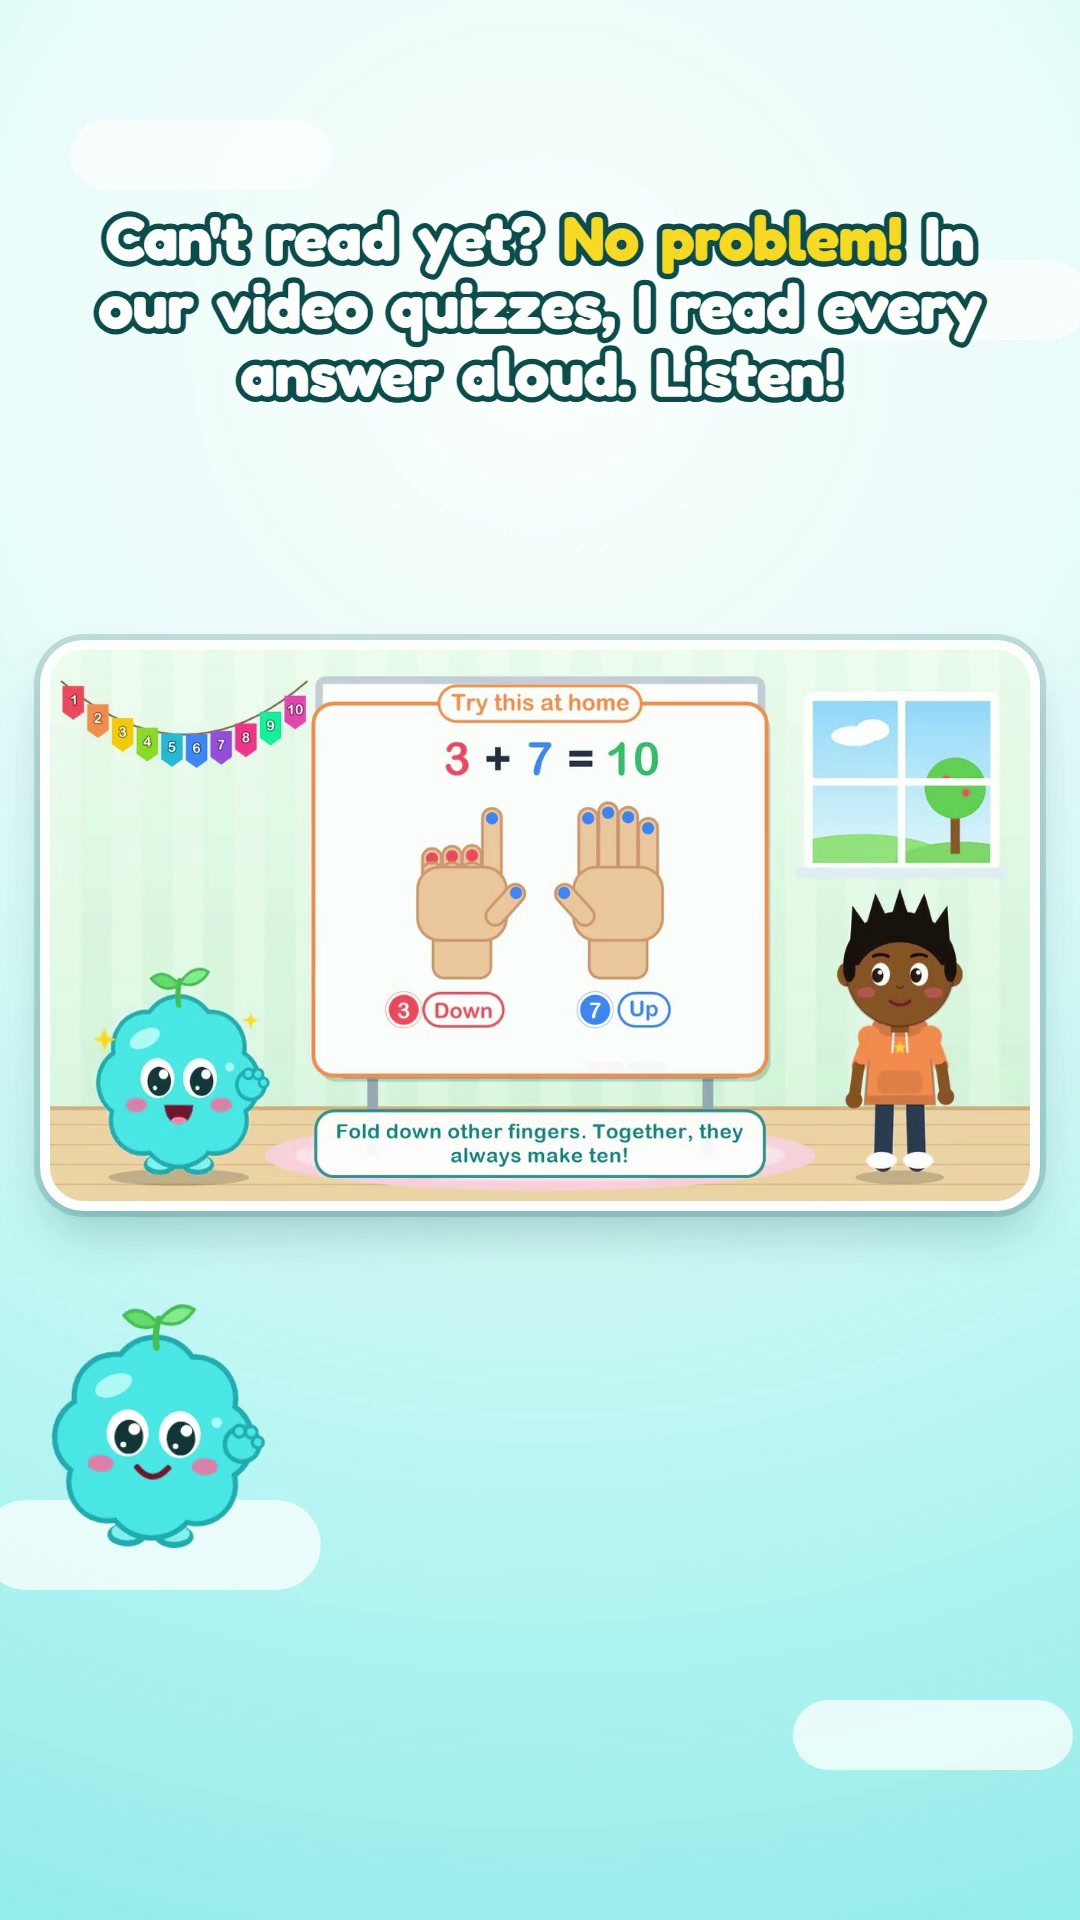 Can't read yet? No problem! In
our video quizzes, I read every
answer aloud. Listen!
1 2 3 4 5 6 7 8 9 10
Try this at home
3 + 7 = 10
3 Down
7 Up
Fold down other fingers. Together, they
always make ten!